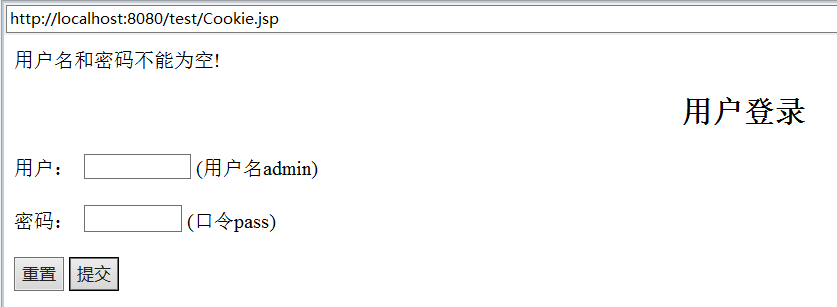 http://localhost:8080/test/Cookie.jsp
用户名和密码不能为空!
用户登录
用户： (用户名admin)
密码： (口令pass)
重置 提交